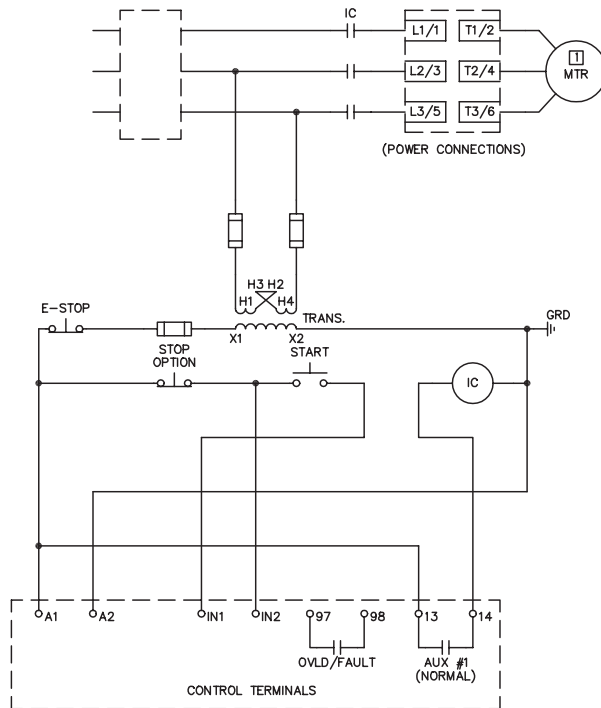 IC
L1/1 T1/2
1
MTR
L2/3 T2/4
L3/5 T3/6
(POWER CONNECTIONS)
H3 H2
H1 H4
E-STOP
TRANS.
GRD
X1 X2
STOP
OPTION
START
IC
A1 A2 IN1 IN2 97 98 13 14
OVLD/FAULT
AUX #1
(NORMAL)
CONTROL TERMINALS